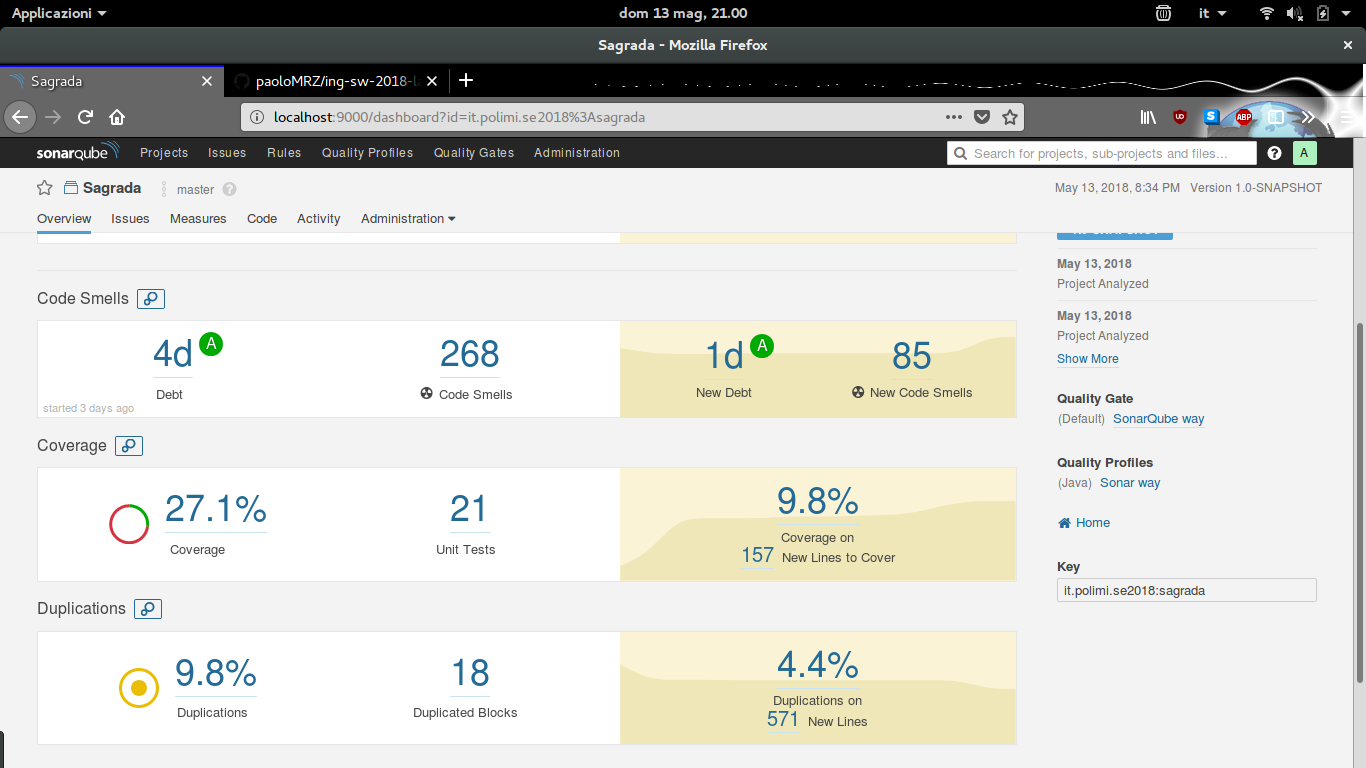 Applicazioni dom 13 mag, 21.00 it
Sagrada - Mozilla Firefox
Sagrada paoloMRZ/ing-sw-2018-l
localhost:9000/dashboard?id=it.polimi.se2018%3Asagrada
sonarqube Projects Issues Rules Quality Profiles Quality Gates Administration Search for projects, sub-projects and files... A
Sagrada master May 13, 2018, 8:34 PM Version 1.0-SNAPSHOT
Overview Issues Measures Code Activity Administration
May 13, 2018
Project Analyzed
May 13, 2018
Project Analyzed
Show More
Quality Gate
(Default) SonarQube way
Quality Profiles
(Java) Sonar way
Home
Key
it.polimi.se2018:sagrada
Code Smells
4d A 268 1d A 85
Debt Code Smells New Debt New Code Smells
started 3 days ago
Coverage
27.1% 21 9.8%
Coverage Unit Tests Coverage on
157 New Lines to Cover
Duplications
9.8% 18 4.4%
Duplications Duplicated Blocks Duplications on
571 New Lines